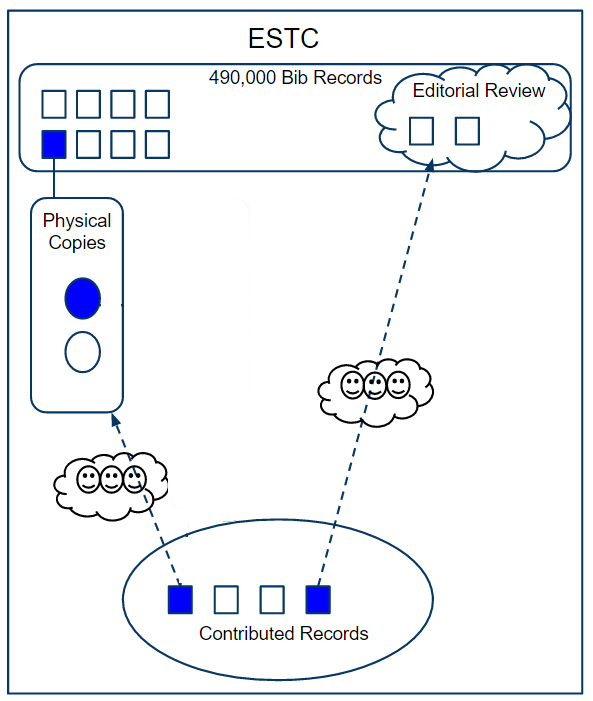 ESTC
490,000 Bib Records
Editorial Review
Physical
Copies
Contributed Records